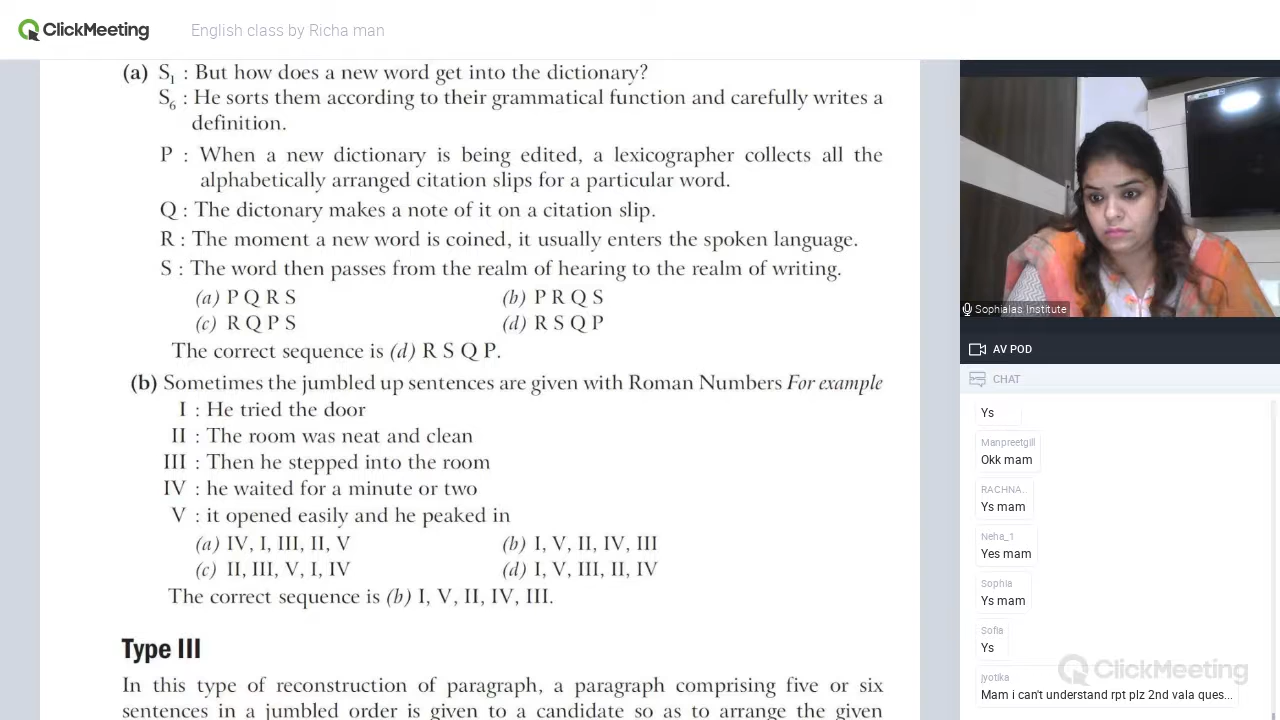 ClickMeeting
English class by Richa man
(a) S1 : But how does a new word get into the dictionary?
S6 : He sorts them according to their grammatical function and carefully writes a
definition.
P : When a new dictionary is being edited, a lexicographer collects all the
alphabetically arranged citation slips for a particular word.
Q : The dictonary makes a note of it on a citation slip.
R : The moment a new word is coined, it usually enters the spoken language.
S : The word then passes from the realm of hearing to the realm of writing.
(a) P Q R S (b) P R Q S
(c) R Q P S (d) R S Q P
The correct sequence is (d) R S Q P.
(b) Sometimes the jumbled up sentences are given with Roman Numbers For example
I : He tried the door
II : The room was neat and clean
III : Then he stepped into the room
IV : he waited for a minute or two
V : it opened easily and he peaked in
(a) IV, I, III, II, V (b) I, V, II, IV, III
(c) II, III, V, I, IV (d) I, V, III, II, IV
The correct sequence is (b) I, V, II, IV, III.
Type III
In this type of reconstruction of paragraph, a paragraph comprising five or six
sentences in a jumbled order is given to a candidate so as to arrange the given
Sophialas Institute
AV POD
CHAT
Ys
Manpreetgill
Okk mam
RACHNA..
Ys mam
Neha_1
Yes mam
Sophia
Ys mam
Sofia
Ys
jyotika
Mam i can't understand rpt plz 2nd vala ques...
ClickMeeting